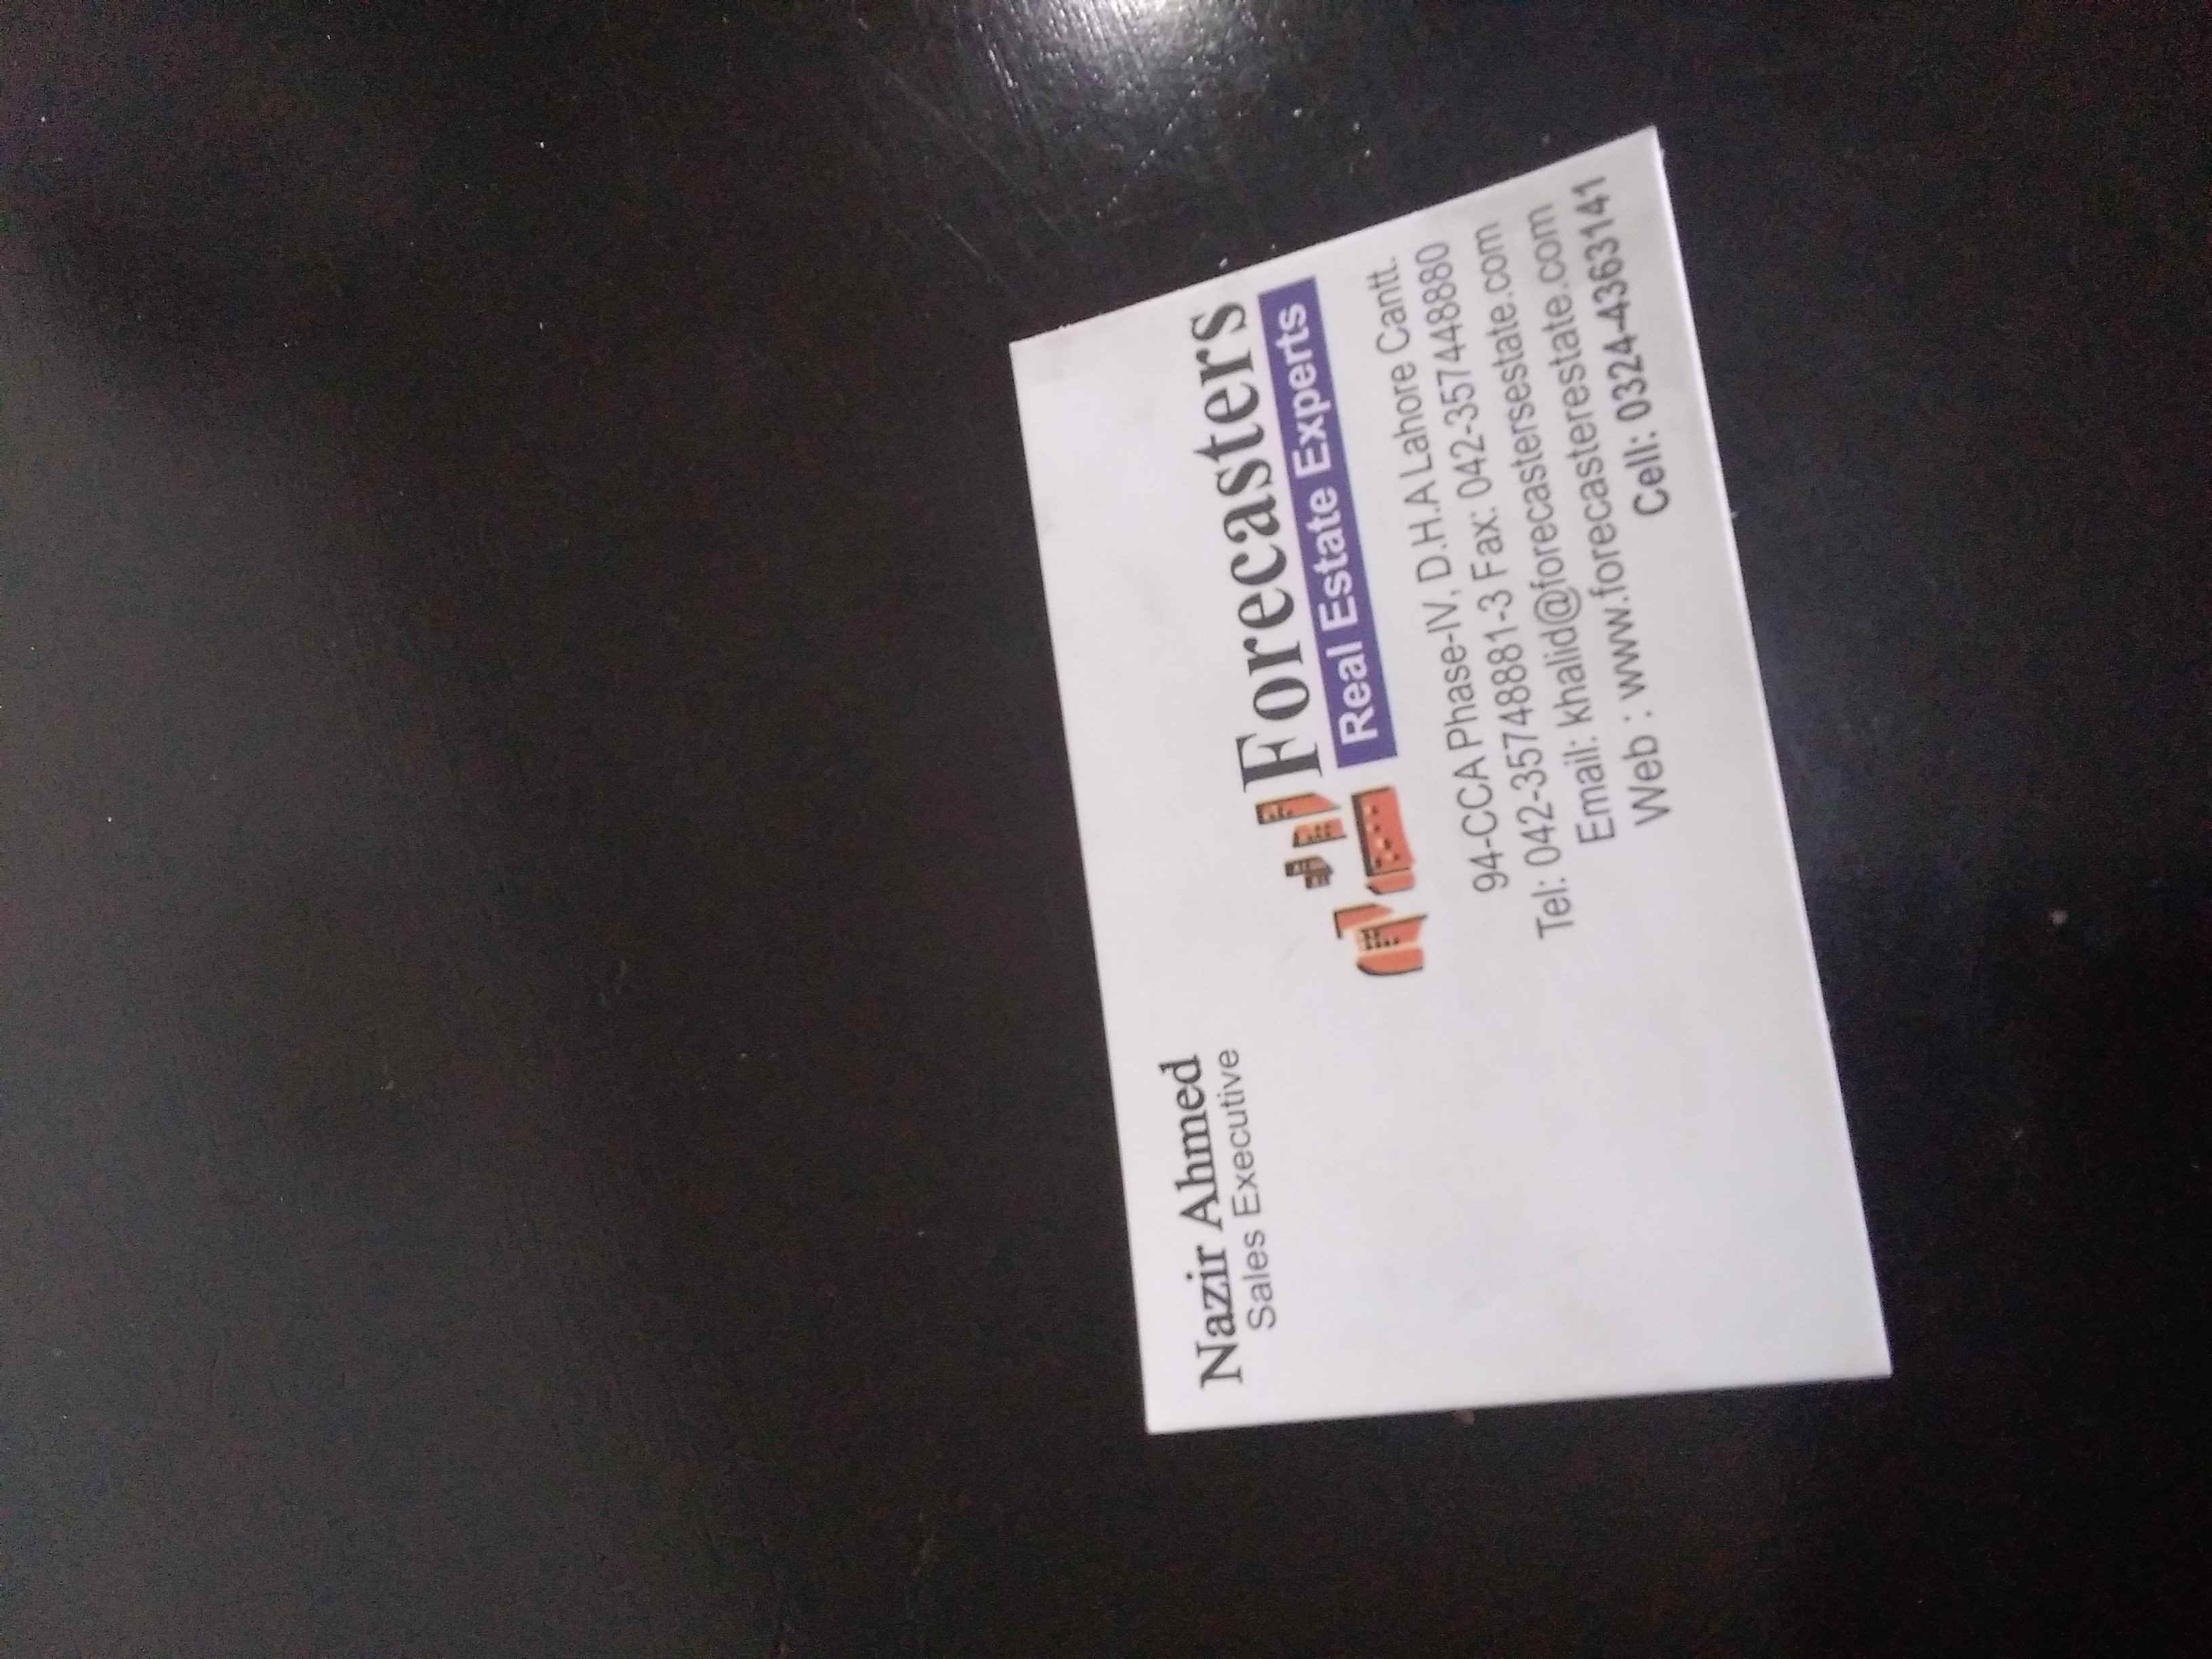 Nazir Ahmed
Sales Executive
Forecasters
Real Estate Experts
94-CCA Phase-IV, D.H.A Lahore Cantt.
Tel: 042-35748881-3 Fax: 042-357448880
Email: khalid@forecastersestate.com
Web : www.forecasterestate.com
Cell: 0324-4363141